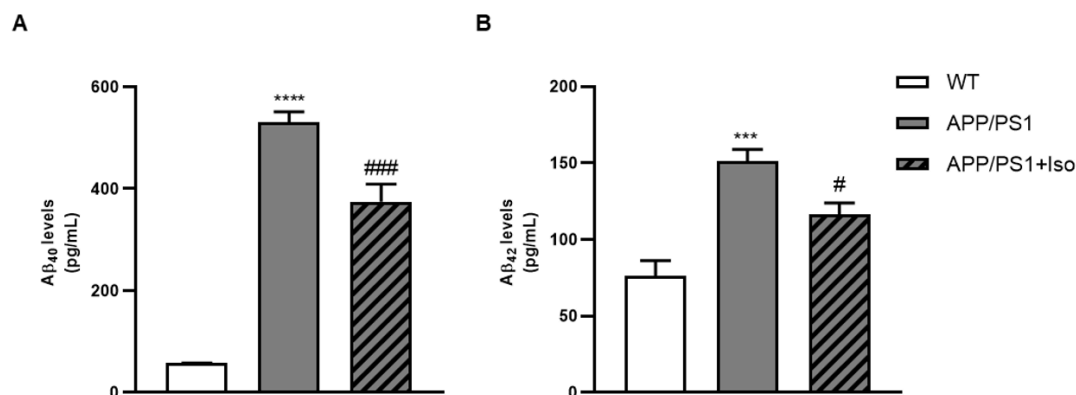 A
B
Aβ40 levels
(pg/mL)
600
400
200
0
****
###
Aβ42 levels
(pg/mL)
200
150
100
50
0
***
#
WT
APP/PS1
APP/PS1+Iso